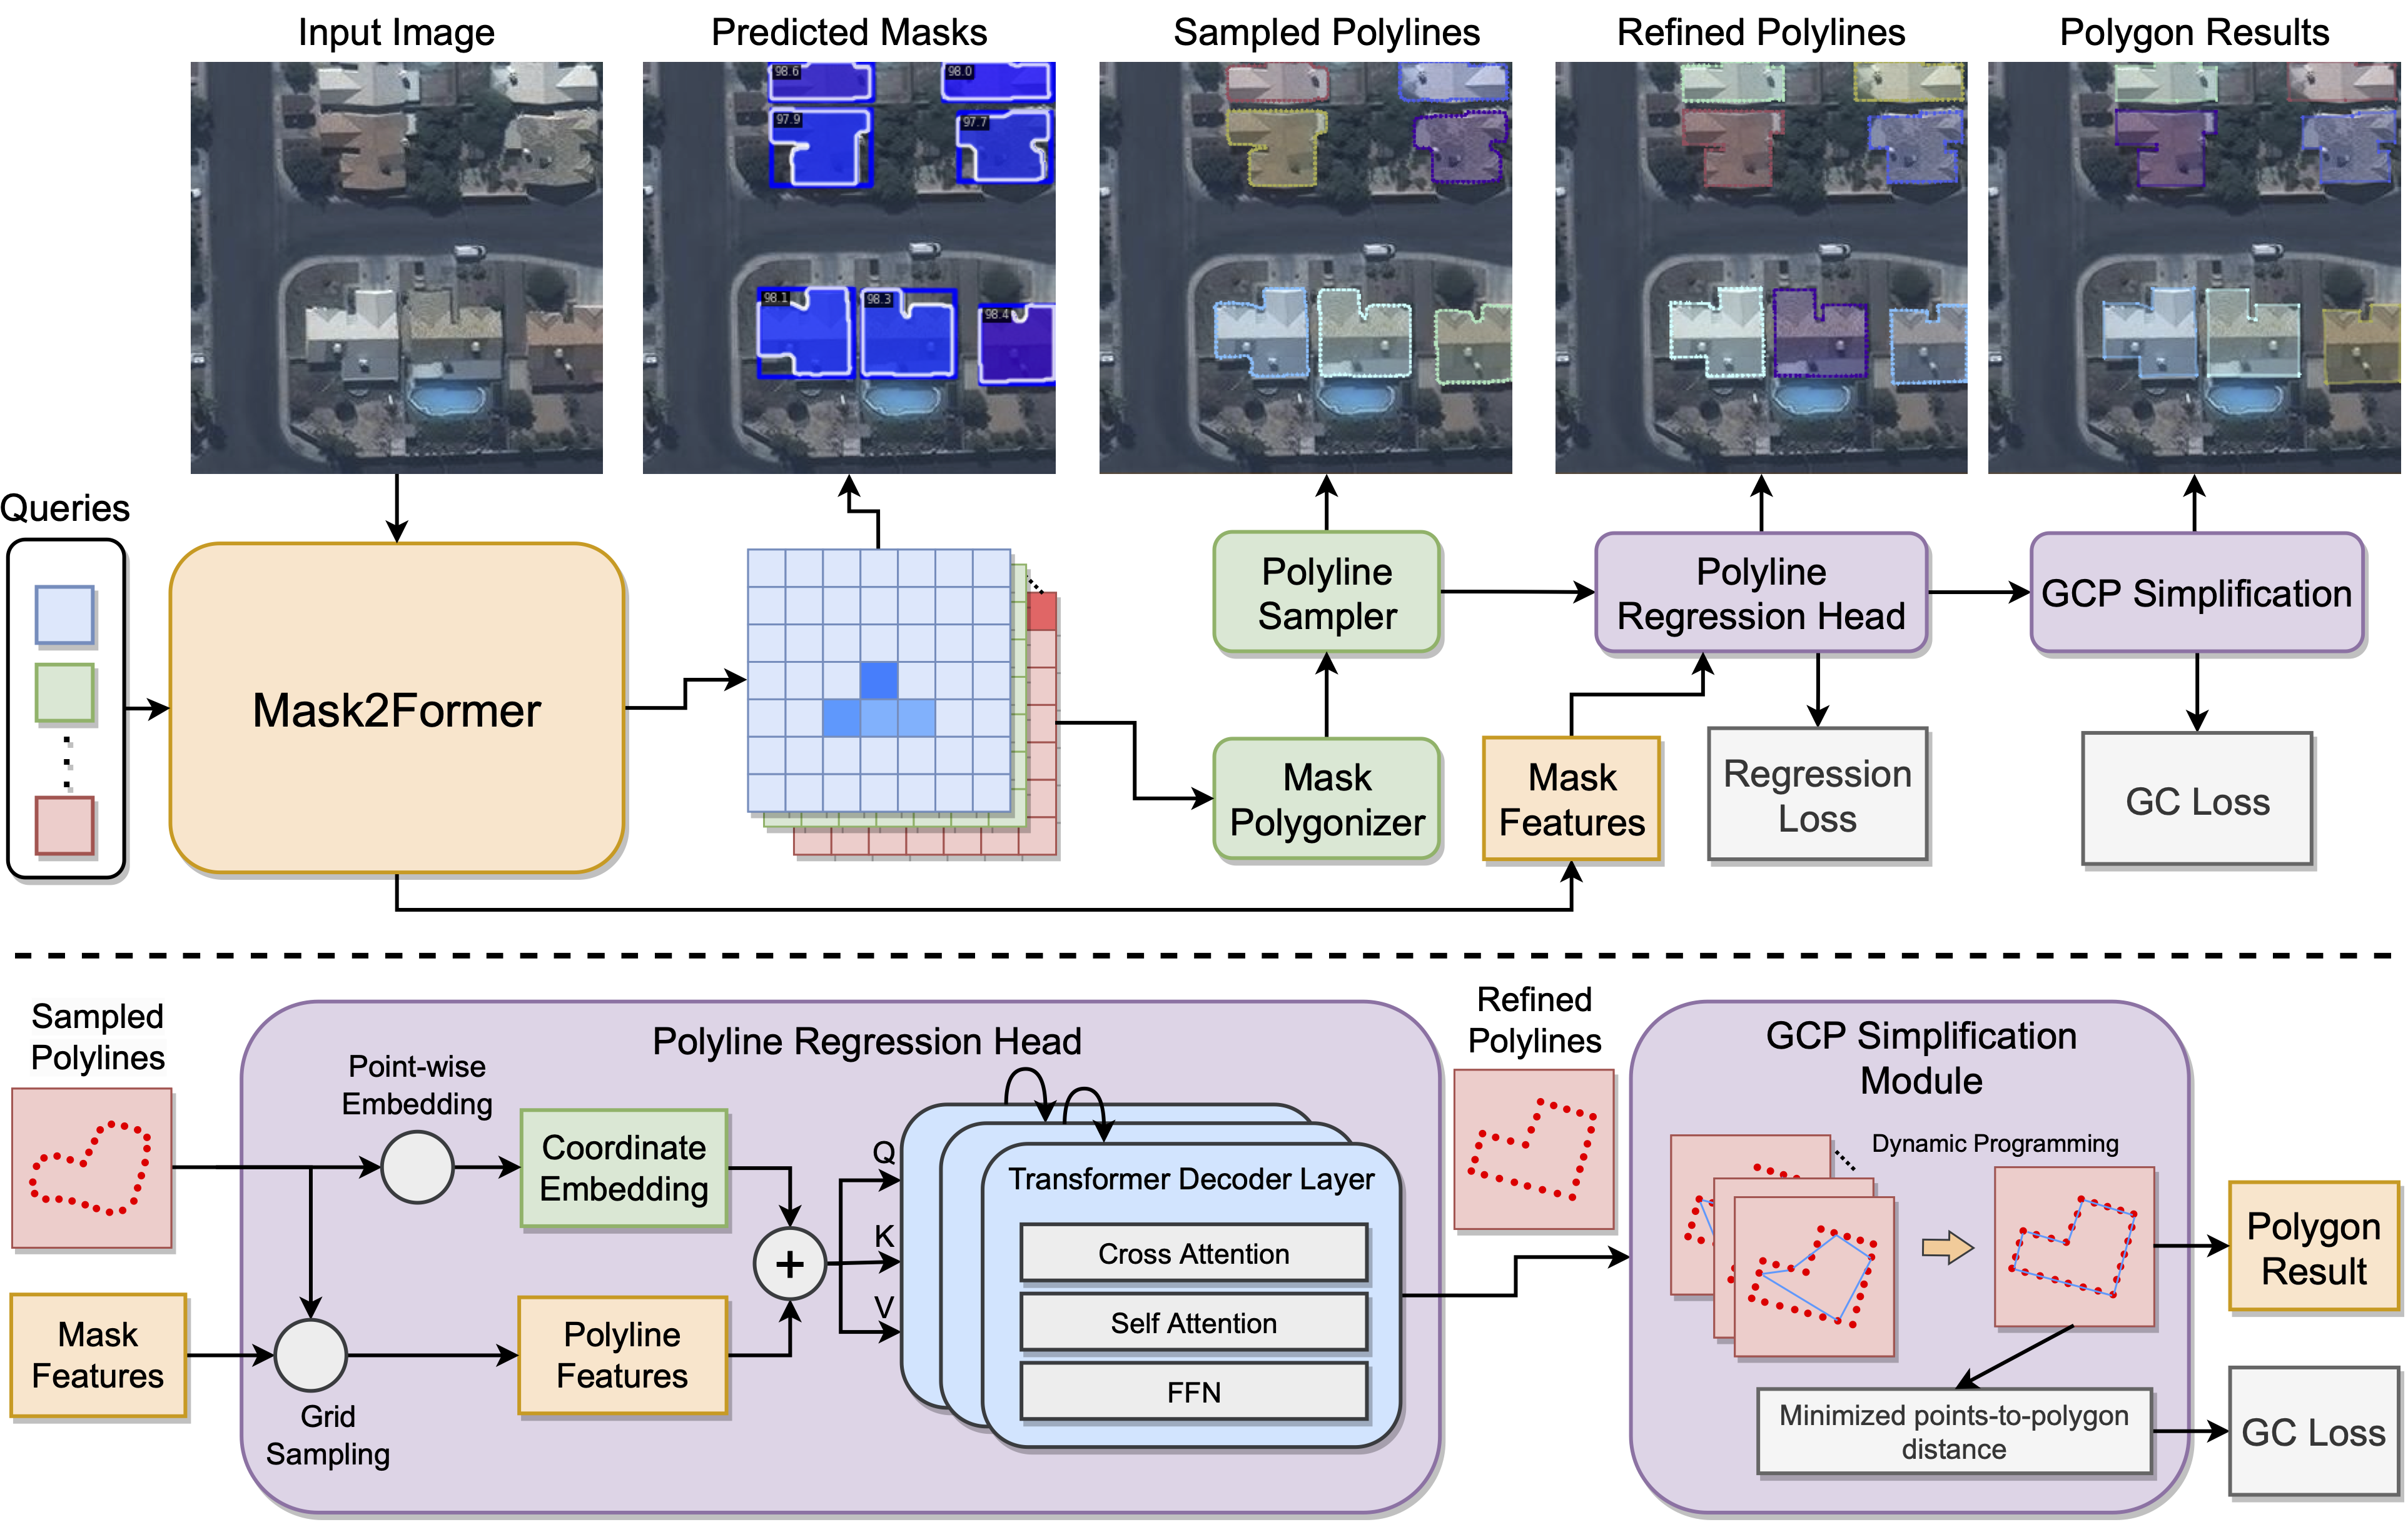 Input Image
Predicted Masks
Sampled Polylines
Refined Polylines
Polygon Results
98.6
98.0
97.9
97.7
98.1
98.3
98.4
Queries
Mask2Former
Polyline
Sampler
Polyline
Regression Head
GCP Simplification
Mask
Polygonizer
Mask
Features
Regression
Loss
GC Loss
Sampled
Polylines
Polyline Regression Head
Point-wise
Embedding
Coordinate
Embedding
Mask
Features
Grid
Sampling
Polyline
Features
+
Q
K
V
Transformer Decoder Layer
Cross Attention
Self Attention
FFN
Refined
Polylines
GCP Simplification
Module
Dynamic Programming
Minimized points-to-polygon
distance
Polygon
Result
GC Loss